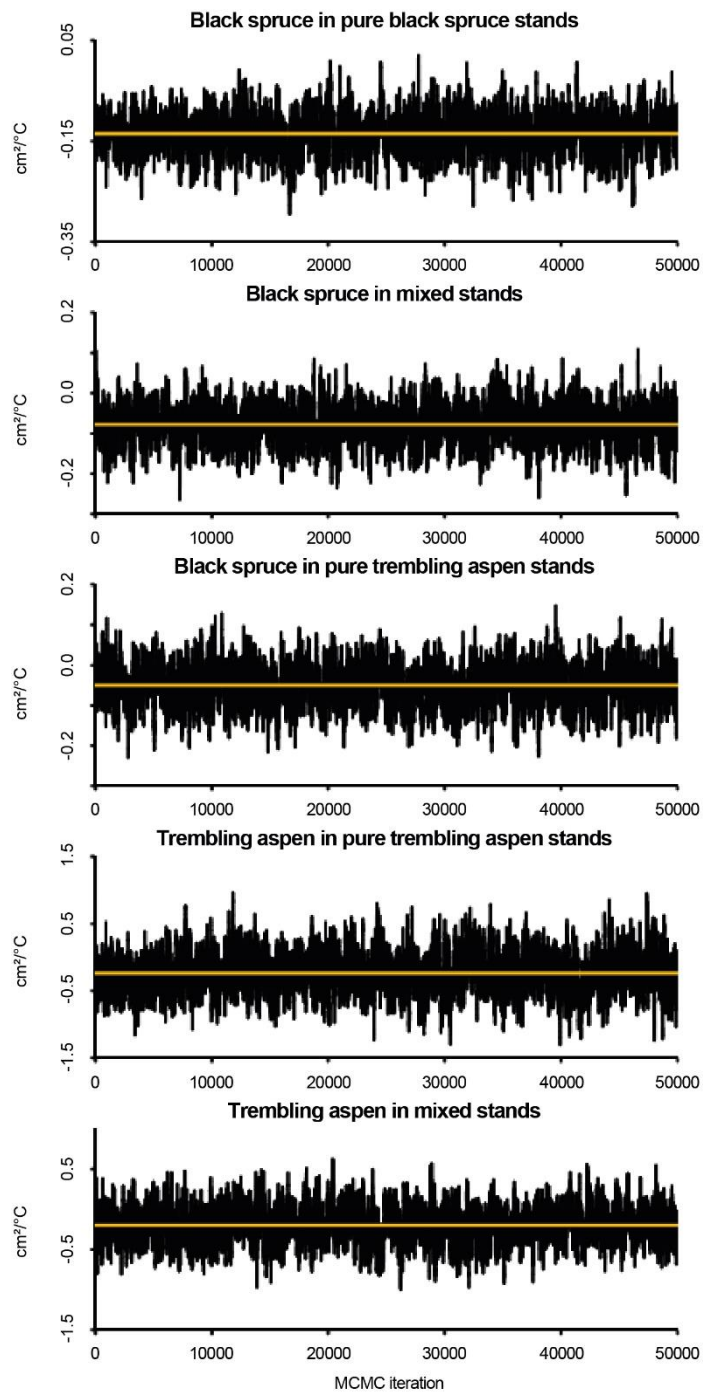 Black spruce in pure black spruce stands
0.05
-0.15
-0.35
cm²/°C
0 10000 20000 30000 40000 50000
Black spruce in mixed stands
0.2
0.0
-0.2
cm²/°C
0 10000 20000 30000 40000 50000
Black spruce in pure trembling aspen stands
0.2
0.0
-0.2
cm²/°C
0 10000 20000 30000 40000 50000
Trembling aspen in pure trembling aspen stands
1.5
0.5
-0.5
-1.5
cm²/°C
0 10000 20000 30000 40000 50000
Trembling aspen in mixed stands
0.5
-0.5
-1.5
cm²/°C
0 10000 20000 30000 40000 50000
MCMC iteration